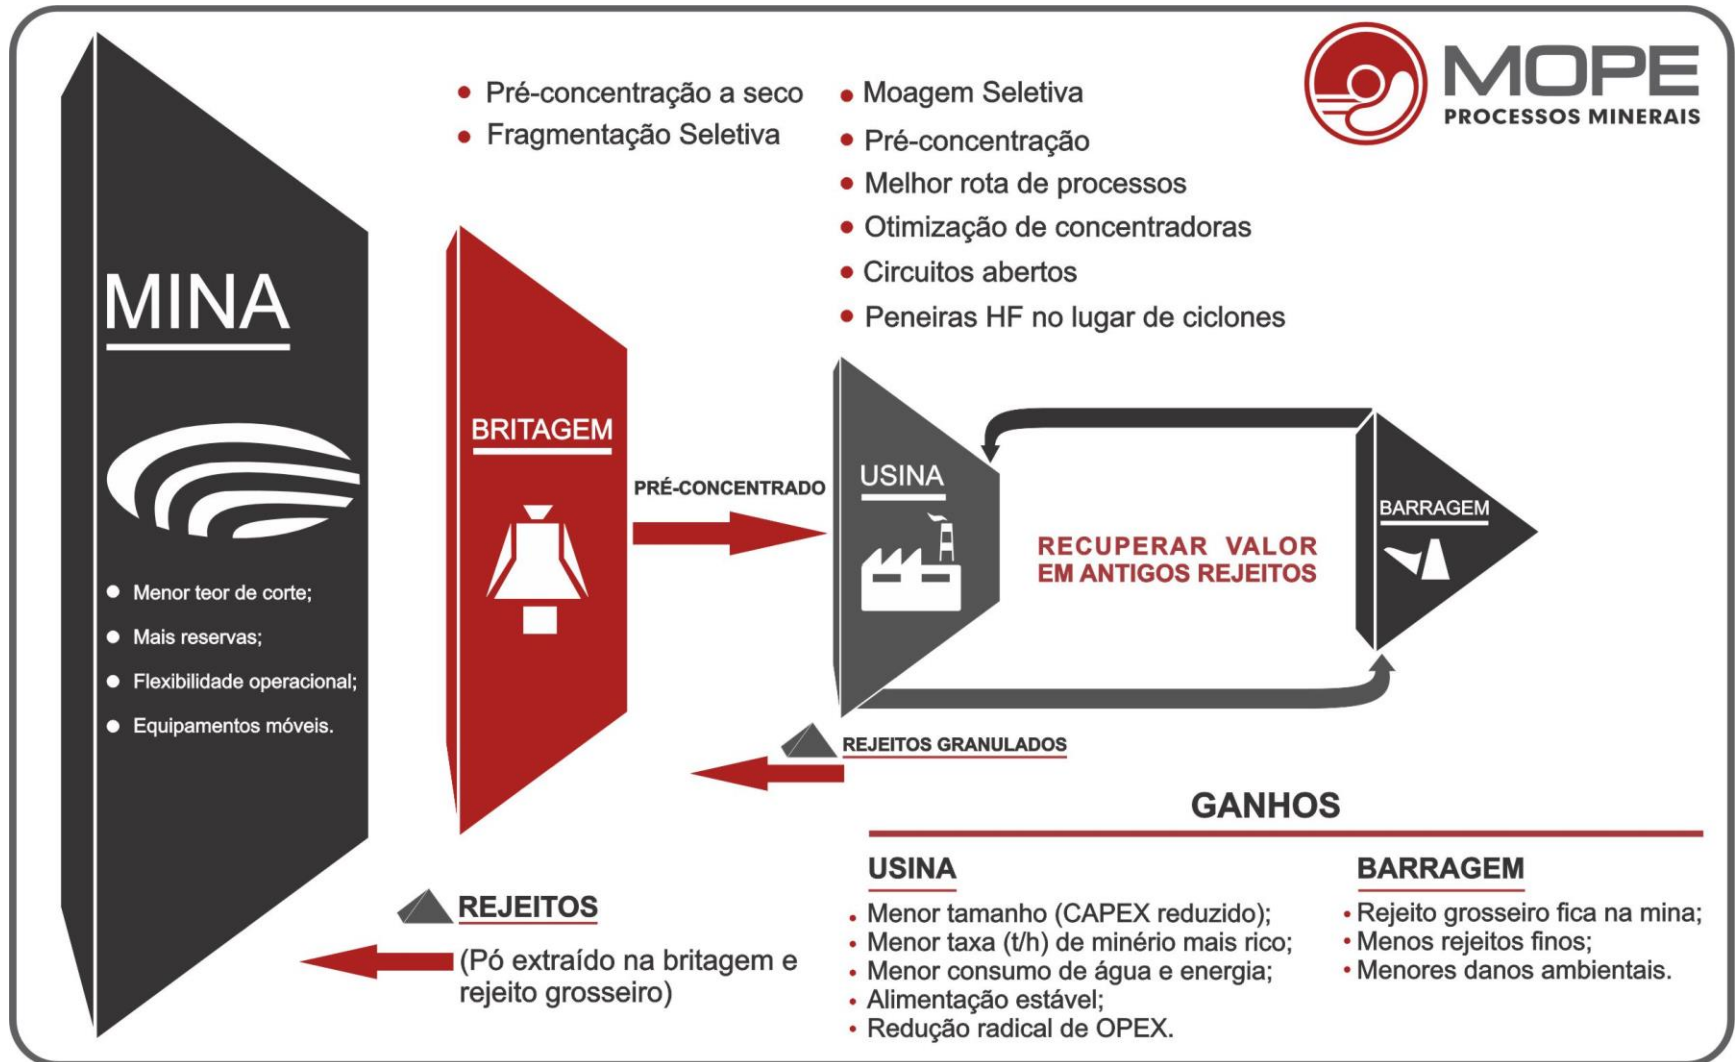 MOPE
PROCESSOS MINERAIS
Pré-concentração a seco
Fragmentação Seletiva
Moagem Seletiva
Pré-concentração
Melhor rota de processos
Otimização de concentradoras
Circuitos abertos
Peneiras HF no lugar de ciclones
MINA
Menor teor de corte;
Mais reservas;
Flexibilidade operacional;
Equipamentos móveis.
BRITAGEM
PRÉ-CONCENTRADO
USINA
RECUPERAR VALOR
EM ANTIGOS REJEITOS
BARRAGEM
REJEITOS GRANULADOS
REJEITOS
(Pó extraído na britagem e
rejeito grosseiro)
GANHOS
USINA
Menor tamanho (CAPEX reduzido);
Menor taxa (t/h) de minério mais rico;
Menor consumo de água e energia;
Alimentação estável;
Redução radical de OPEX.
BARRAGEM
Rejeito grosseiro fica na mina;
Menos rejeitos finos;
Menores danos ambientais.